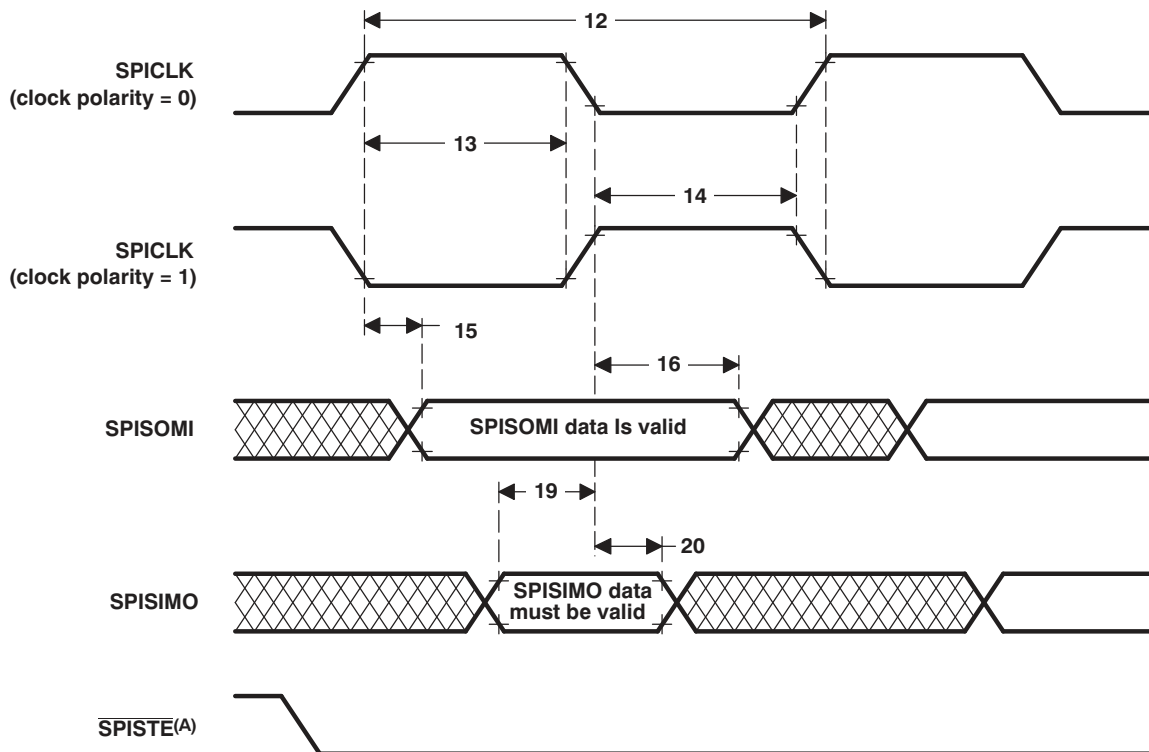 12
SPICLK
(clock polarity = 0)
13
14
SPICLK
(clock polarity = 1)
15
16
SPISOMI
SPISOMI data Is valid
19
20
SPISIMO
SPISIMO data
must be valid
SPISTE(A)